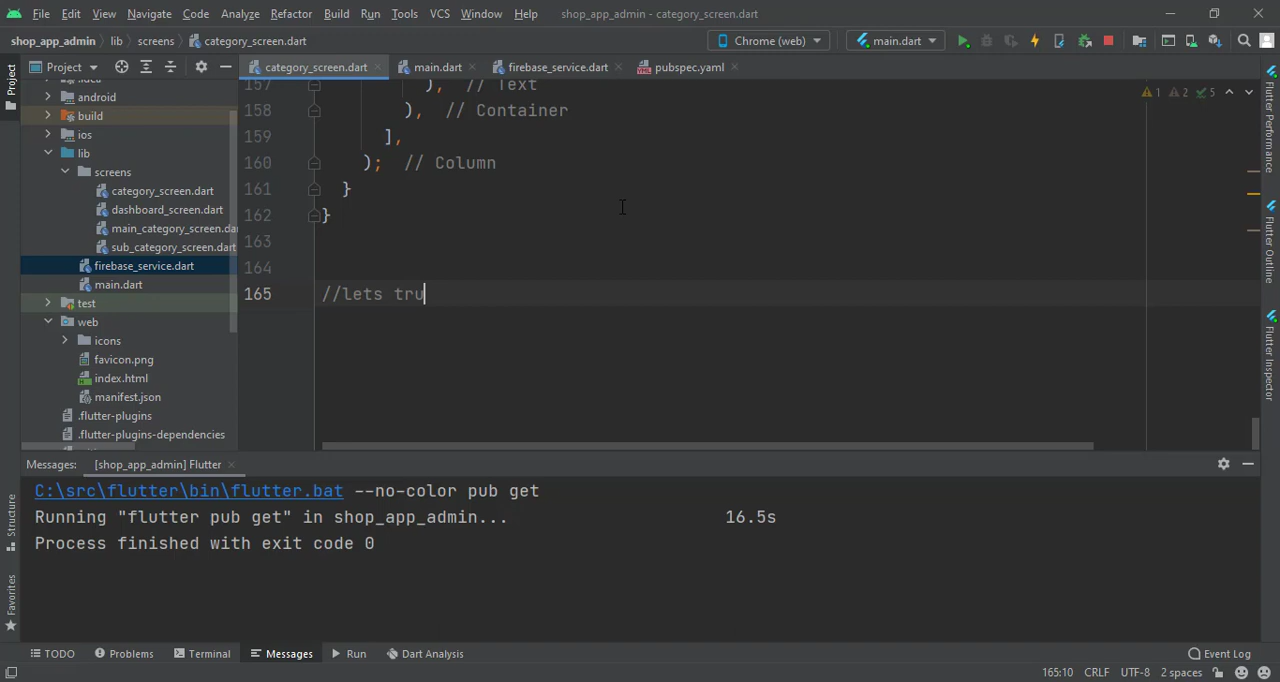 File Edit View Navigate Code Analyze Refactor Build Run Tools VCS Window Help shop_app_admin - category_screen.dart
shop_app_admin lib screens category_screen.dart Chrome (web) main.dart
Project category_screen.dart main.dart firebase_service.dart pubspec.yaml
Project
Structure
Favorites
android
build
ios
lib
screens
category_screen.dart
dashboard_screen.dart
main_category_screen.da
sub_category_screen.dart
firebase_service.dart
main.dart
test
web
icons
favicon.png
index.html
manifest.json
.flutter-plugins
.flutter-plugins-dependencies
1 2 5
157 ), // Text
158 ), // Container
159 ],
160 ); // Column
161 }
162 }
163
164
165 //lets tru
Flutter Performance
Flutter Outline
Flutter Inspector
Messages: [shop_app_admin] Flutter
C:\src\flutter\bin\flutter.bat --no-color pub get
Running "flutter pub get" in shop_app_admin... 16.5s
Process finished with exit code 0
TODO Problems Terminal Messages Run Dart Analysis Event Log
165:10 CRLF UTF-8 2 spaces